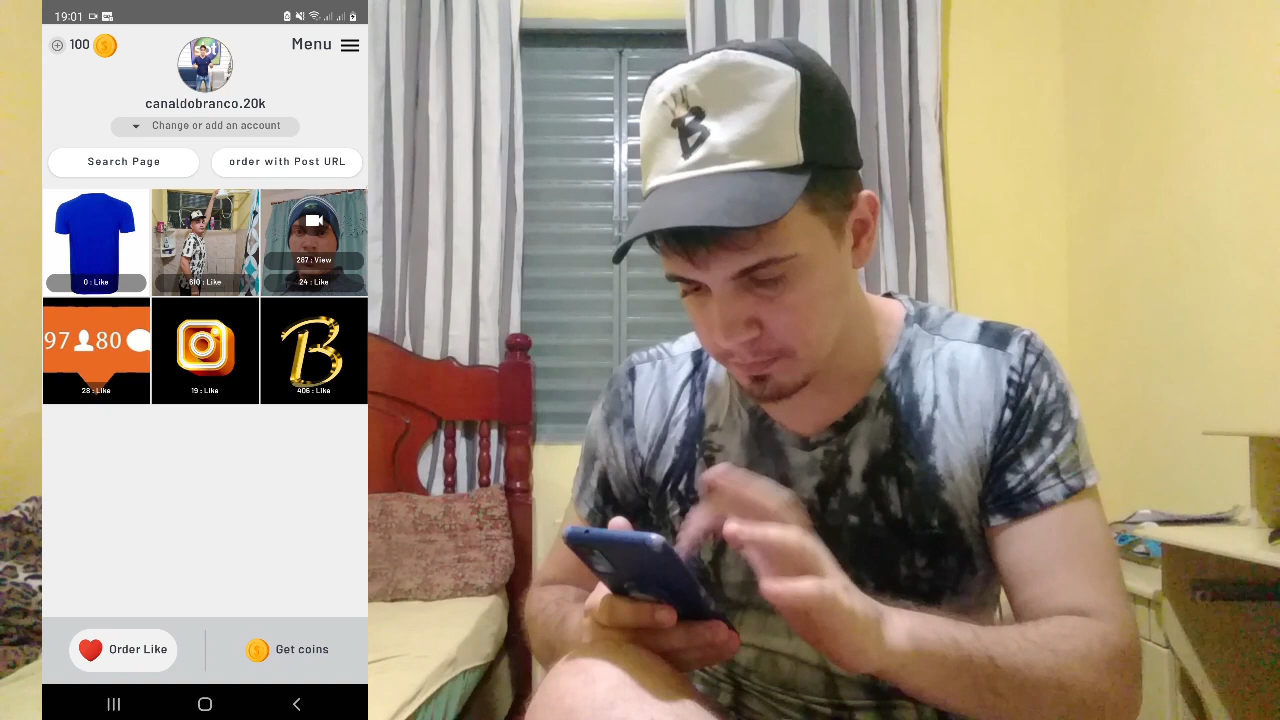 19:01
100
Menu
canaldobranco.20k
Change or add an account
Search Page
order with Post URL
0 : Like
610 : Like
287 : View
24 : Like
97 80
28 : Like
19 : Like
B
406 : Like
Order Like
Get coins
B